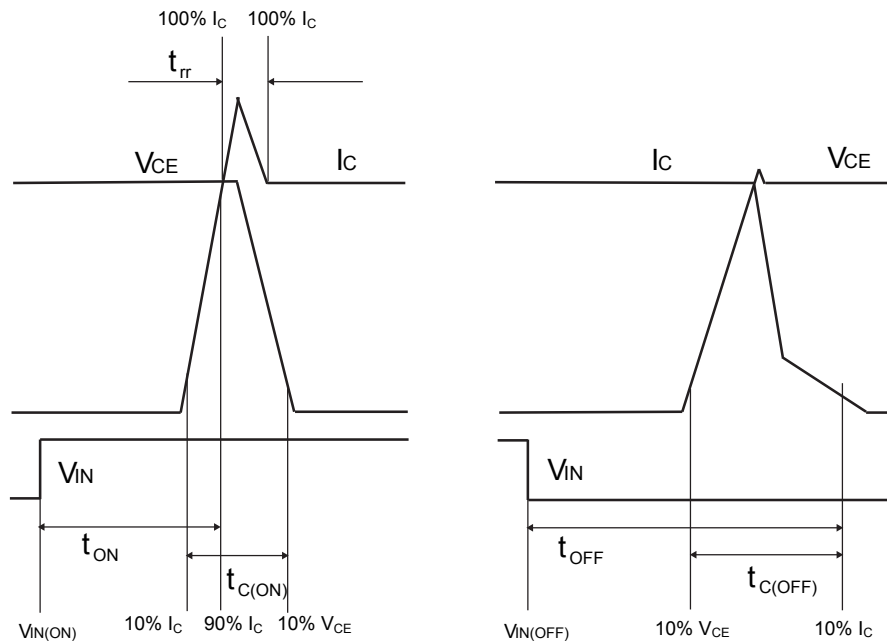 100% IC 100% IC
trr
VCE IC IC VCE
VIN VIN
tON tOFF
tC(ON) tC(OFF)
VIN(ON) 10% IC 90% IC 10% VCE VIN(OFF) 10% VCE 10% IC